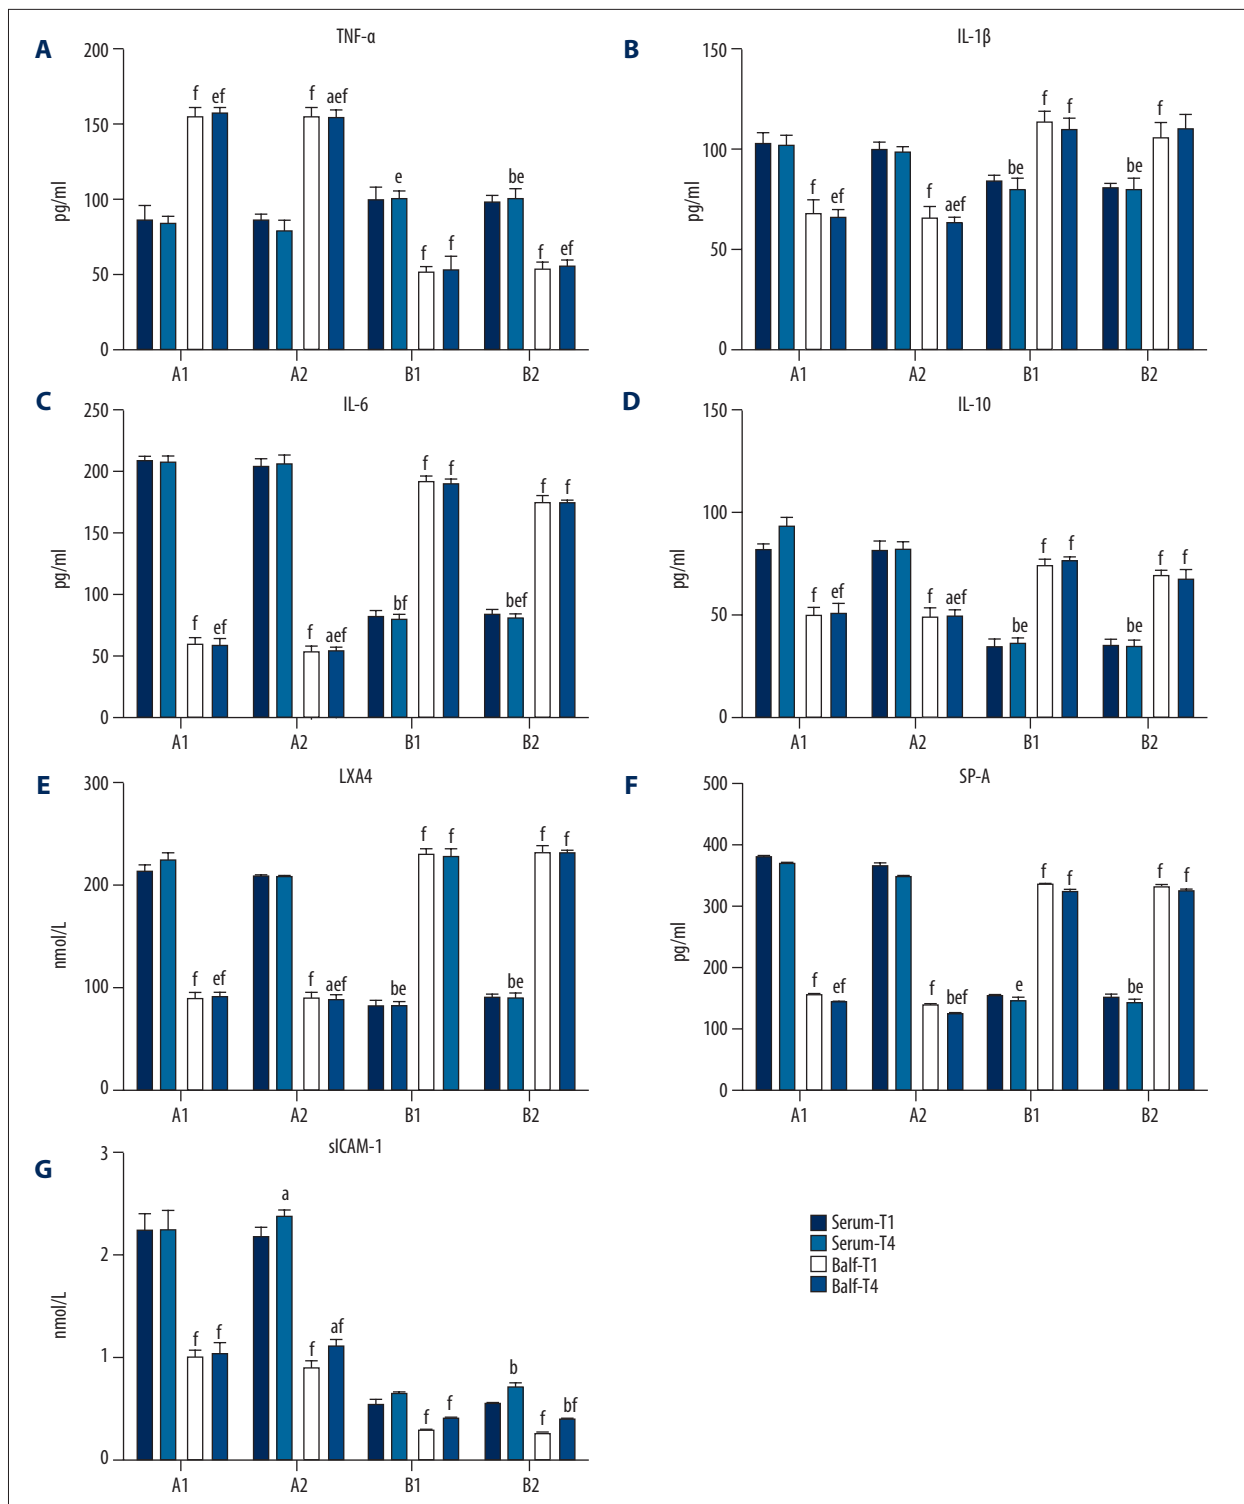 A
TNF-α
200
150
100
50
0
pg/ml
f
ef
f
aef
e
f
f
be
f
ef
A1
A2
B1
B2
B
IL-1β
150
100
50
0
pg/ml
f
ef
f
aef
be
f
f
be
f
A1
A2
B1
B2
C
IL-6
250
200
150
100
50
0
pg/ml
f
ef
f
aef
bf
f
f
bef
f
f
A1
A2
B1
B2
D
IL-10
150
100
50
0
pg/ml
f
ef
f
aef
be
f
f
be
f
f
A1
A2
B1
B2
E
LXA4
300
200
100
0
nmol/L
f
ef
f
aef
be
f
f
be
f
f
A1
A2
B1
B2
F
SP-A
500
400
300
200
100
0
pg/ml
f
ef
f
bef
e
f
f
be
f
f
A1
A2
B1
B2
G
sICAM-1
3
2
1
0
nmol/L
f
f
a
f
af
f
f
b
f
bf
A1
A2
B1
B2
Serum-T1
Serum-T4
Balf-T1
Balf-T4